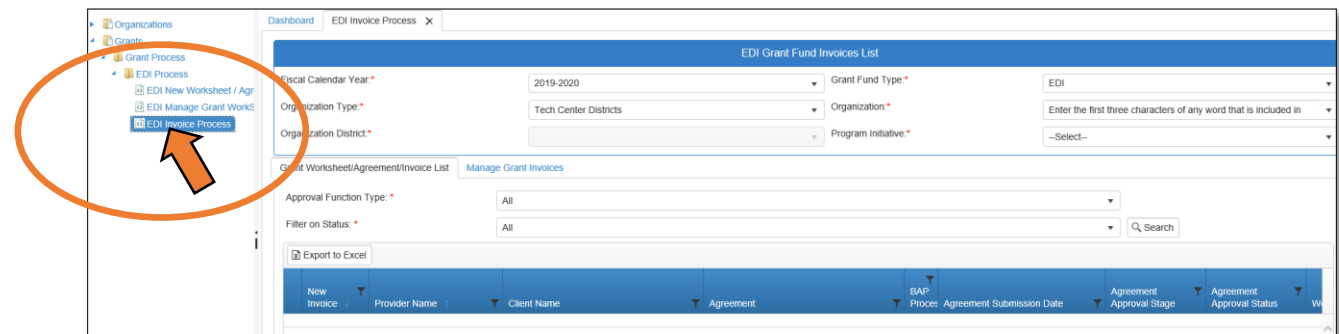 Organizations
Grants
Grant Process
EDI Process
EDI New Worksheet / Agr
EDI Manage Grant WorkS
EDI Invoice Process
Dashboard EDI Invoice Process X
EDI Grant Fund Invoices List
Fiscal Calendar Year:* 2019-2020 Grant Fund Type:* EDI
Organization Type:* Tech Center Districts Organization:* Enter the first three characters of any word that is included in
Organization District:* Program Initiative:* --Select--
Grant Worksheet/Agreement/Invoice List Manage Grant Invoices
Approval Function Type: * All
Filter on Status: * All Search
Export to Excel
New Invoice Provider Name Client Name Agreement BAP Proces Agreement Submission Date Agreement Approval Stage Agreement Approval Status